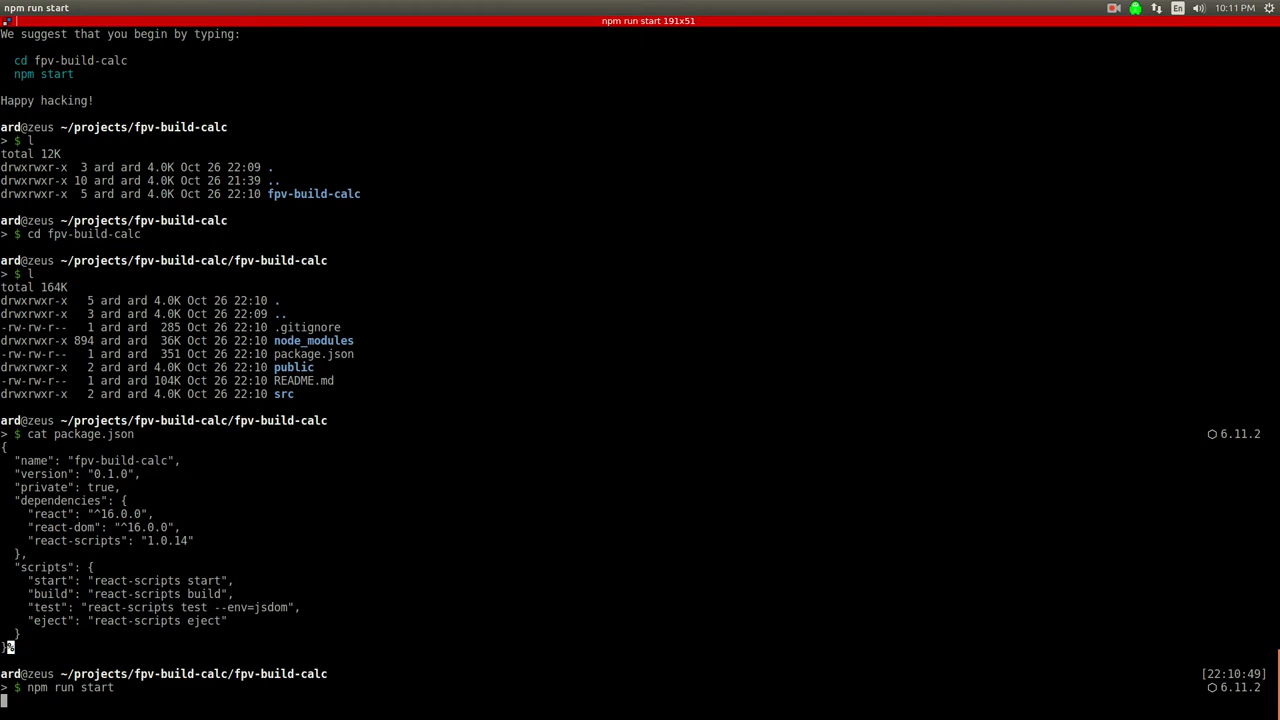 npm run start
En
10:11 PM
npm run start 191x51
We suggest that you begin by typing:
cd fpv-build-calc
npm start
Happy hacking!
ard@zeus ~/projects/fpv-build-calc
> $ l
total 12K
drwxrwxr-x  3 ard ard 4.0K Oct 26 22:09 .
drwxrwxr-x 10 ard ard 4.0K Oct 26 21:39 ..
drwxrwxr-x  5 ard ard 4.0K Oct 26 22:10 fpv-build-calc
ard@zeus ~/projects/fpv-build-calc
> $ cd fpv-build-calc
ard@zeus ~/projects/fpv-build-calc/fpv-build-calc
> $ l
total 164K
drwxrwxr-x   5 ard ard 4.0K Oct 26 22:10 .
drwxrwxr-x   3 ard ard 4.0K Oct 26 22:09 ..
-rw-rw-r--   1 ard ard  285 Oct 26 22:10 .gitignore
drwxrwxr-x 894 ard ard  36K Oct 26 22:10 node_modules
-rw-rw-r--   1 ard ard  351 Oct 26 22:10 package.json
drwxrwxr-x   2 ard ard 4.0K Oct 26 22:10 public
-rw-rw-r--   1 ard ard 104K Oct 26 22:10 README.md
drwxrwxr-x   2 ard ard 4.0K Oct 26 22:10 src
ard@zeus ~/projects/fpv-build-calc/fpv-build-calc
> $ cat package.json 6.11.2
{
"name": "fpv-build-calc",
"version": "0.1.0",
"private": true,
"dependencies": {
"react": "^16.0.0",
"react-dom": "^16.0.0",
"react-scripts": "1.0.14"
},
"scripts": {
"start": "react-scripts start",
"build": "react-scripts build",
"test": "react-scripts test --env=jsdom",
"eject": "react-scripts eject"
}
}%
ard@zeus ~/projects/fpv-build-calc/fpv-build-calc [22:10:49]
> $ npm run start 6.11.2